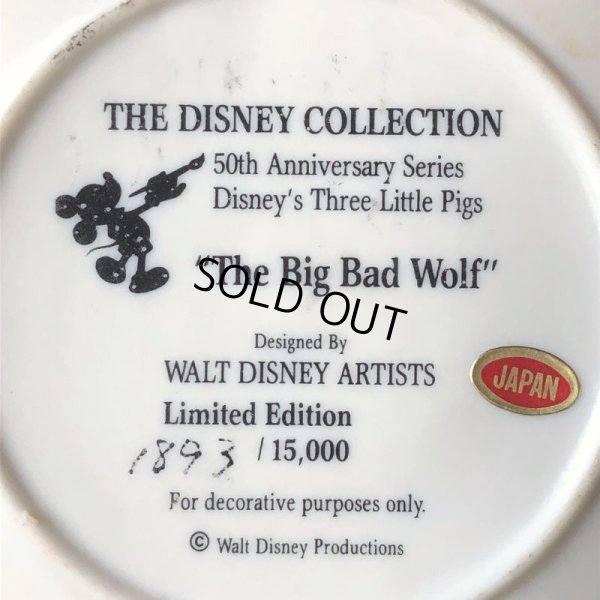 THE DISNEY COLLECTION
50th Anniversary Series
Disney's Three Little Pigs
"The Big Bad Wolf"
SOLD OUT
Designed By
WALT DISNEY ARTISTS
JAPAN
Limited Edition
1893 / 15,000
For decorative purposes only.
© Walt Disney Productions